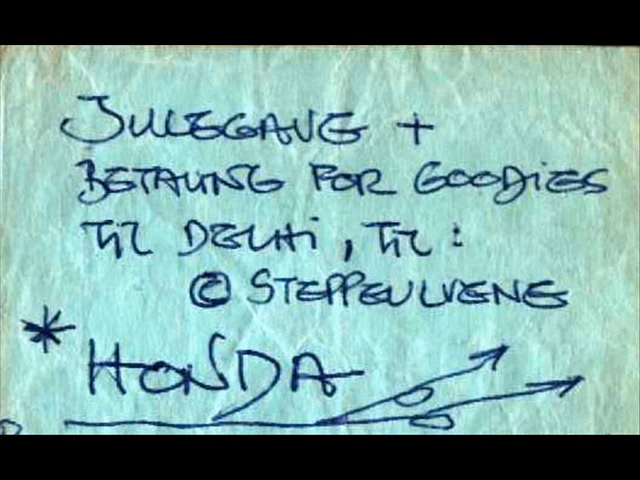 JULEGAVE +
BETALING FOR GOODIES
TIL DELHI, TIL:
© STEPPEULVENE
* HONDA